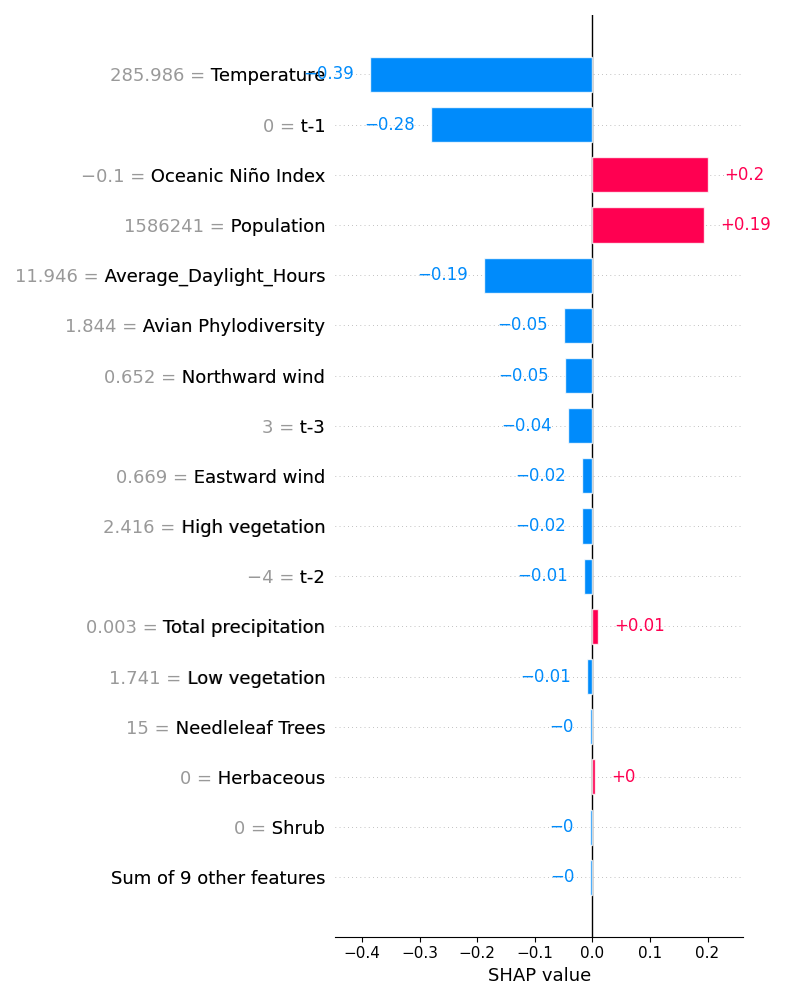 285.986 = Temperature −0.39
0 = t-1 −0.28
−0.1 = Oceanic Niño Index +0.2
1586241 = Population +0.19
11.946 = Average_Daylight_Hours −0.19
1.844 = Avian Phylodiversity −0.05
0.652 = Northward wind −0.05
3 = t-3 −0.04
0.669 = Eastward wind −0.02
2.416 = High vegetation −0.02
−4 = t-2 −0.01
0.003 = Total precipitation +0.01
1.741 = Low vegetation −0.01
15 = Needleleaf Trees −0
0 = Herbaceous +0
0 = Shrub −0
Sum of 9 other features −0
−0.4 −0.3 −0.2 −0.1 0.0 0.1 0.2
SHAP value